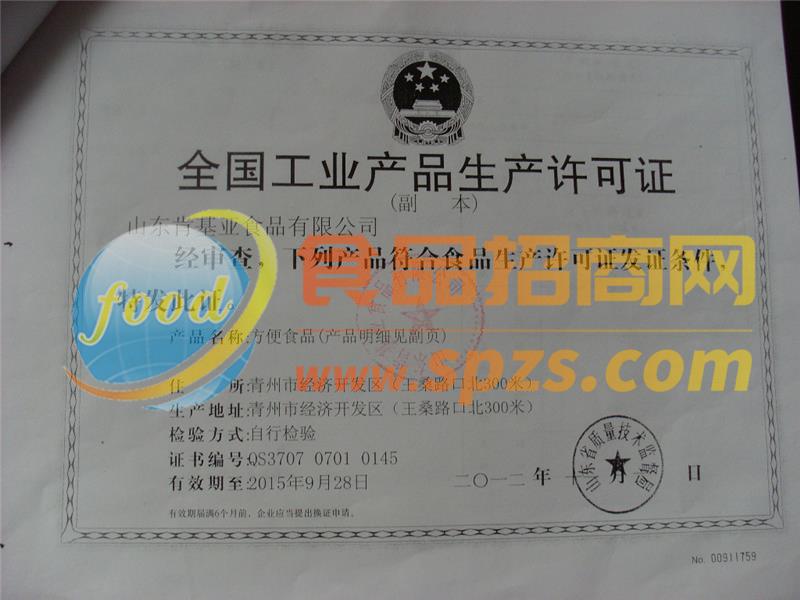 全国工业产品生产许可证
(副 本)
山东肯基亚食品有限公司
经审查，下列产品符合食品生产许可证发证条件，
特发此证。
food
食品招商网
www.spzs.com
产品名称:方便食品(产品明细见副页)
住 所:青州市经济开发区(王桑路口北300米)
生产地址:青州市经济开发区(王桑路口北300米)
检验方式:自行检验
证书编号:QS3707 0701 0145
有效期至:2015年9月28日
二〇一二 年 月 日
山东省质量技术监督局
有效期届满6个月前，企业应当提出换证申请。
No. 00911759